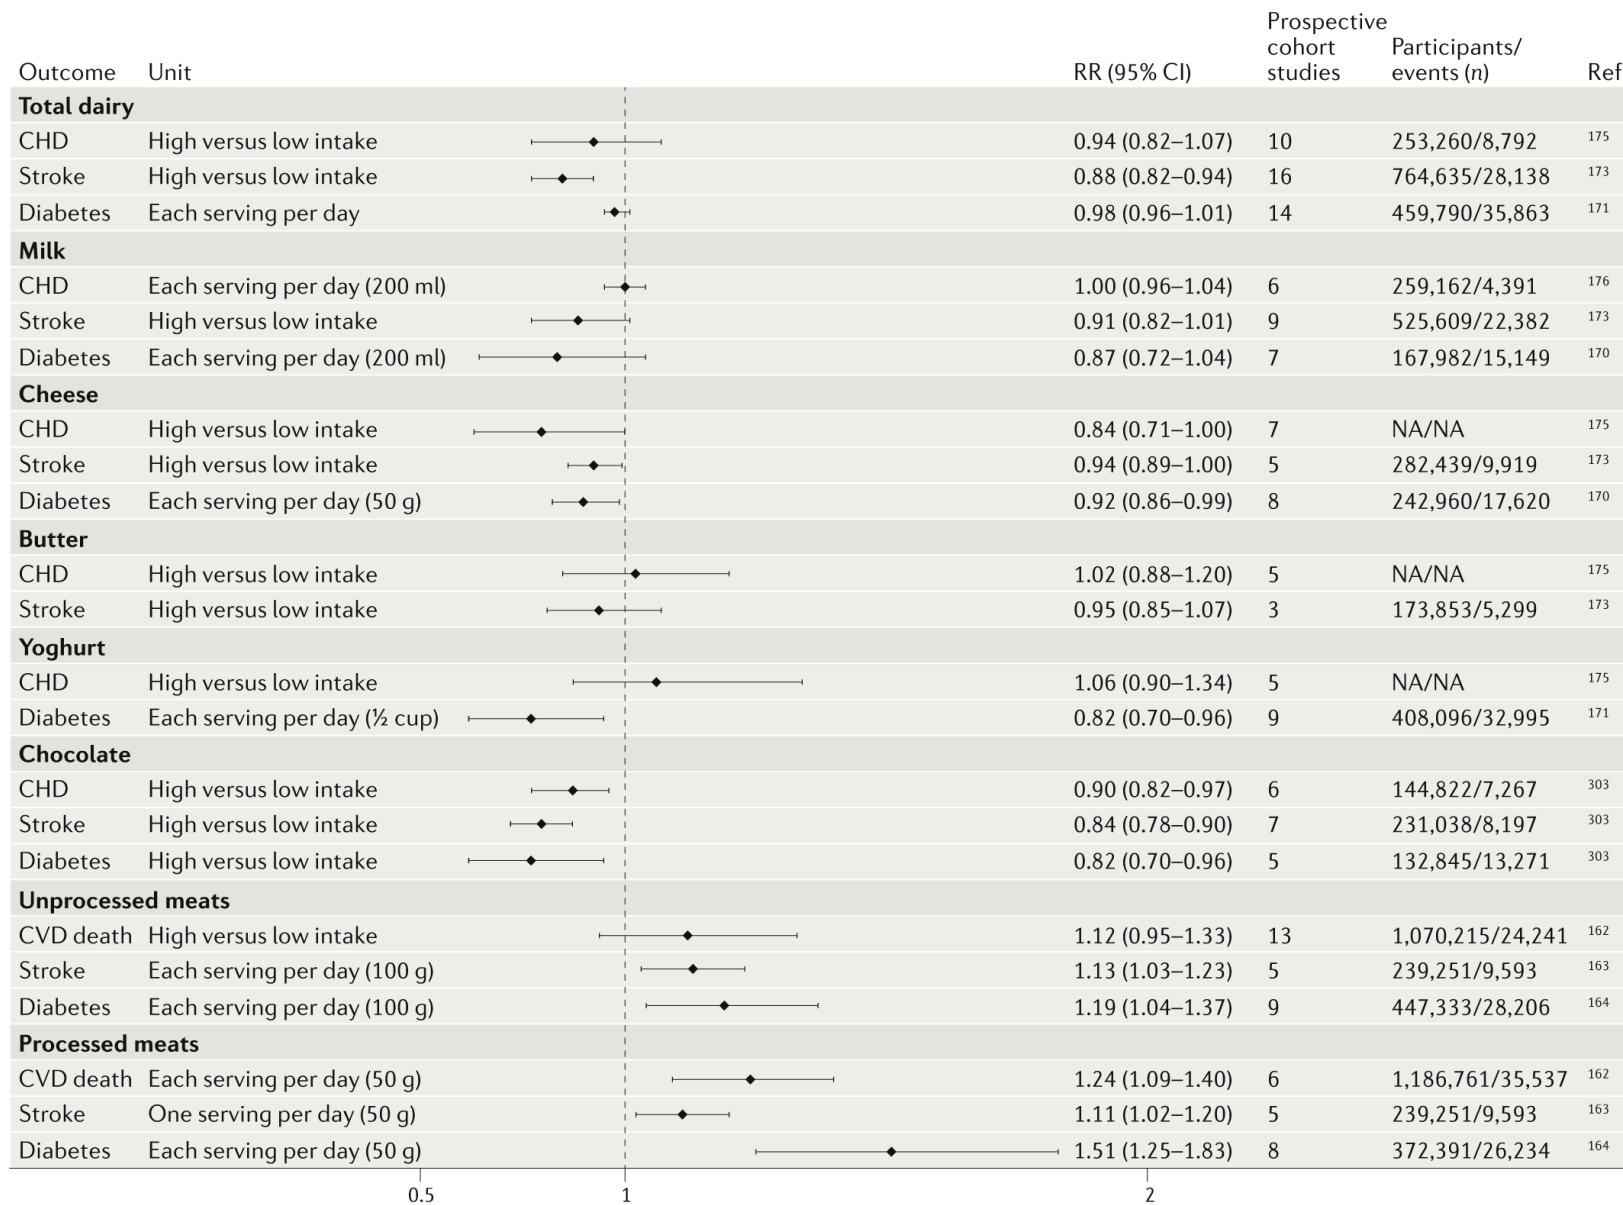 Outcome Unit RR (95% CI) Prospective cohort studies Participants/ events (n) Ref
Total dairy
CHD High versus low intake 0.94 (0.82–1.07) 10 253,260/8,792 175
Stroke High versus low intake 0.88 (0.82–0.94) 16 764,635/28,138 173
Diabetes Each serving per day 0.98 (0.96–1.01) 14 459,790/35,863 171
Milk
CHD Each serving per day (200 ml) 1.00 (0.96–1.04) 6 259,162/4,391 176
Stroke High versus low intake 0.91 (0.82–1.01) 9 525,609/22,382 173
Diabetes Each serving per day (200 ml) 0.87 (0.72–1.04) 7 167,982/15,149 170
Cheese
CHD High versus low intake 0.84 (0.71–1.00) 7 NA/NA 175
Stroke High versus low intake 0.94 (0.89–1.00) 5 282,439/9,919 173
Diabetes Each serving per day (50 g) 0.92 (0.86–0.99) 8 242,960/17,620 170
Butter
CHD High versus low intake 1.02 (0.88–1.20) 5 NA/NA 175
Stroke High versus low intake 0.95 (0.85–1.07) 3 173,853/5,299 173
Yoghurt
CHD High versus low intake 1.06 (0.90–1.34) 5 NA/NA 175
Diabetes Each serving per day (½ cup) 0.82 (0.70–0.96) 9 408,096/32,995 171
Chocolate
CHD High versus low intake 0.90 (0.82–0.97) 6 144,822/7,267 303
Stroke High versus low intake 0.84 (0.78–0.90) 7 231,038/8,197 303
Diabetes High versus low intake 0.82 (0.70–0.96) 5 132,845/13,271 303
Unprocessed meats
CVD death High versus low intake 1.12 (0.95–1.33) 13 1,070,215/24,241 162
Stroke Each serving per day (100 g) 1.13 (1.03–1.23) 5 239,251/9,593 163
Diabetes Each serving per day (100 g) 1.19 (1.04–1.37) 9 447,333/28,206 164
Processed meats
CVD death Each serving per day (50 g) 1.24 (1.09–1.40) 6 1,186,761/35,537 162
Stroke One serving per day (50 g) 1.11 (1.02–1.20) 5 239,251/9,593 163
Diabetes Each serving per day (50 g) 1.51 (1.25–1.83) 8 372,391/26,234 164
0.5 1 2